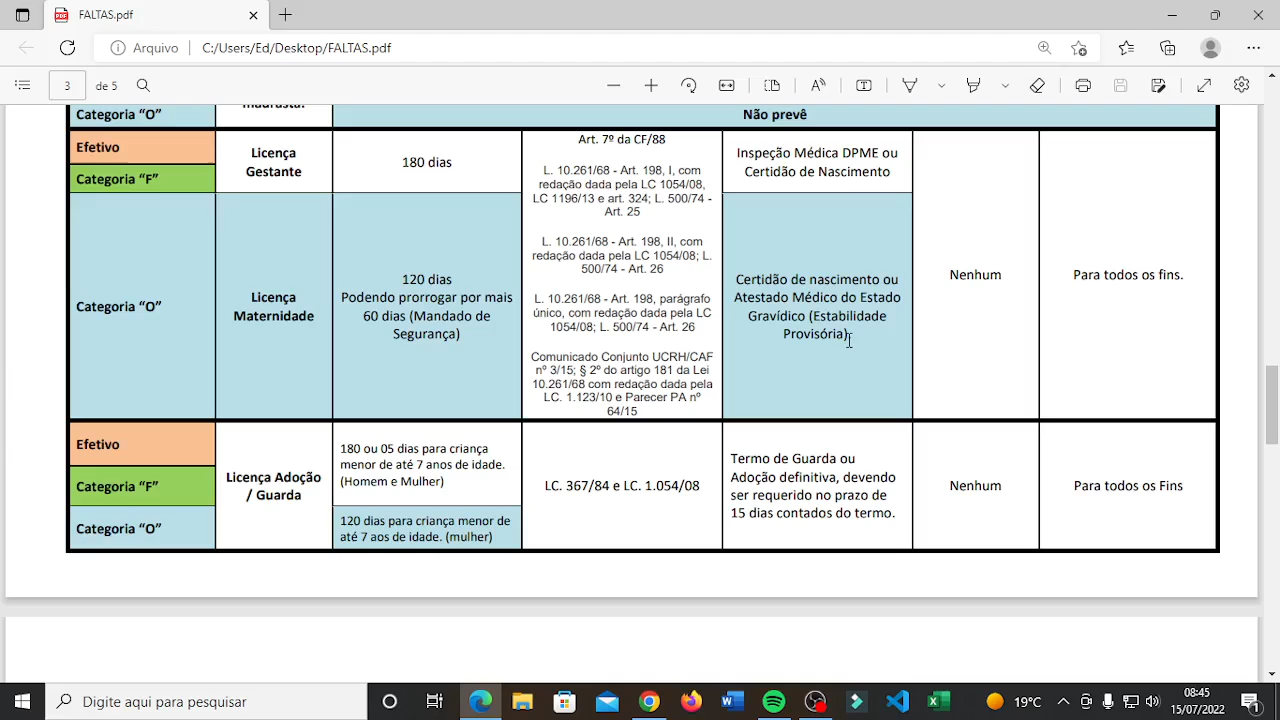 FALTAS.pdf
Arquivo
C:/Users/Ed/Desktop/FALTAS.pdf
3
de 5
Categoria “O”
madrasta.
Não prevê
Efetivo
Categoria “F”
Licença
Gestante
180 dias
Art. 7º da CF/88
L. 10.261/68 - Art. 198, I, com
redação dada pela LC 1054/08,
LC 1196/13 e art. 324; L. 500/74 -
Art. 25
L. 10.261/68 - Art. 198, II, com
redação dada pela LC 1054/08; L.
500/74 - Art. 26
L. 10.261/68 - Art. 198, parágrafo
único, com redação dada pela LC
1054/08; L. 500/74 - Art. 26
Comunicado Conjunto UCRH/CAF
nº 3/15; § 2º do artigo 181 da Lei
10.261/68 com redação dada pela
LC. 1.123/10 e Parecer PA nº
64/15
Inspeção Médica DPME ou
Certidão de Nascimento
Nenhum
Para todos os fins.
Categoria “O”
Licença
Maternidade
120 dias
Podendo prorrogar por mais
60 dias (Mandado de
Segurança)
Certidão de nascimento ou
Atestado Médico do Estado
Gravídico (Estabilidade
Provisória)
Efetivo
Categoria “F”
Categoria “O”
Licença Adoção
/ Guarda
180 ou 05 dias para criança
menor de até 7 anos de idade.
(Homem e Mulher)
120 dias para criança menor de
até 7 aos de idade. (mulher)
LC. 367/84 e LC. 1.054/08
Termo de Guarda ou
Adoção definitiva, devendo
ser requerido no prazo de
15 dias contados do termo.
Nenhum
Para todos os Fins
Digite aqui para pesquisar
19°C
08:45
15/07/2022